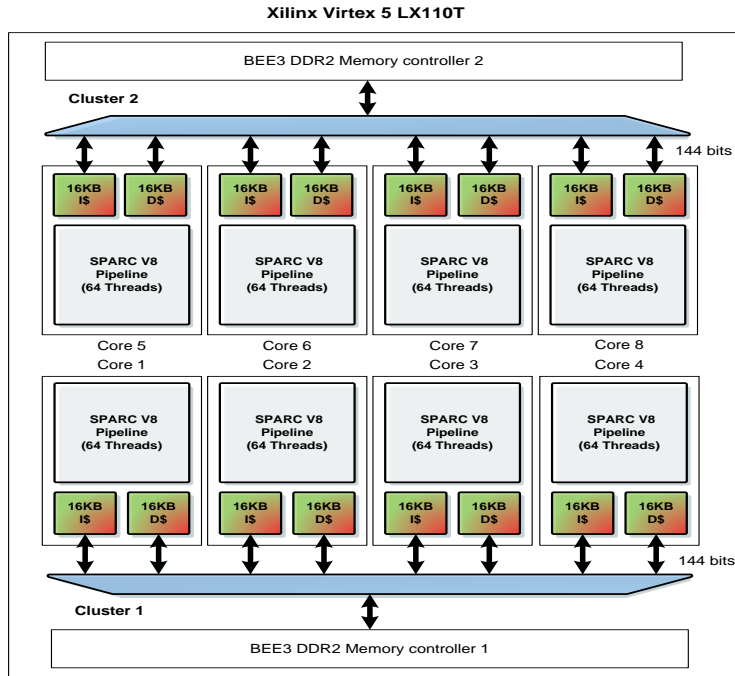 Xilinx Virtex 5 LX110T
BEE3 DDR2 Memory controller 2
Cluster 2
144 bits
16KB
I$
16KB
D$
16KB
I$
16KB
D$
16KB
I$
16KB
D$
16KB
I$
16KB
D$
SPARC V8
Pipeline
(64 Threads)
SPARC V8
Pipeline
(64 Threads)
SPARC V8
Pipeline
(64 Threads)
SPARC V8
Pipeline
(64 Threads)
Core 5
Core 6
Core 7
Core 8
Core 1
Core 2
Core 3
Core 4
SPARC V8
Pipeline
(64 Threads)
SPARC V8
Pipeline
(64 Threads)
SPARC V8
Pipeline
(64 Threads)
SPARC V8
Pipeline
(64 Threads)
16KB
I$
16KB
D$
16KB
I$
16KB
D$
16KB
I$
16KB
D$
16KB
I$
16KB
D$
144 bits
Cluster 1
BEE3 DDR2 Memory controller 1